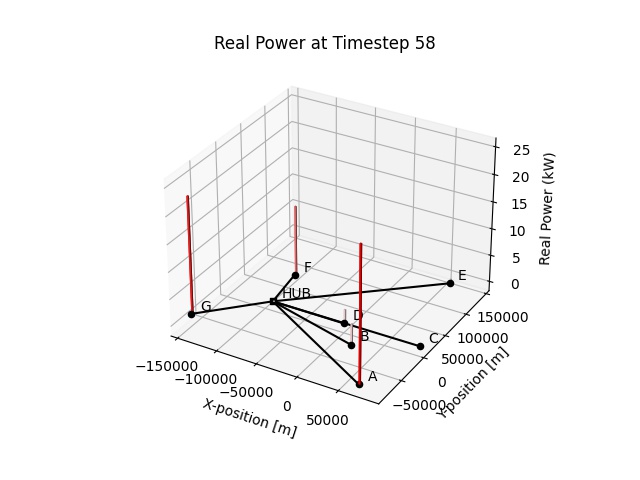 Real Power at Timestep 58
25
20
15
10
5
0
Real Power (kW)
F
E
HUB
G
D
B
C
A
150000
100000
50000
0
−50000
Y-position [m]
−150000
−100000
−50000
0
50000
X-position [m]